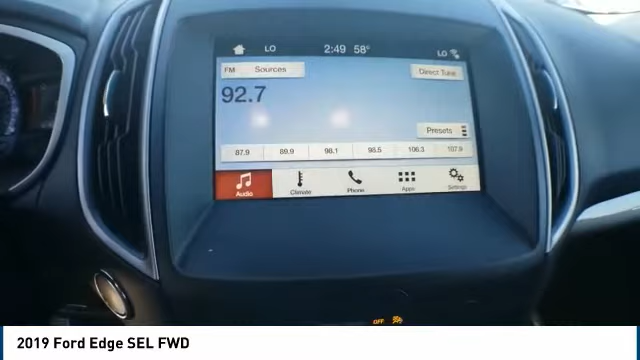 LO 2:49 58° LO
FM Sources Direct Tune
92.7
Presets
87.9 89.9 98.1 98.5 106.3 107.9
Audio Climate Phone Apps Settings
OFF
2019 Ford Edge SEL FWD